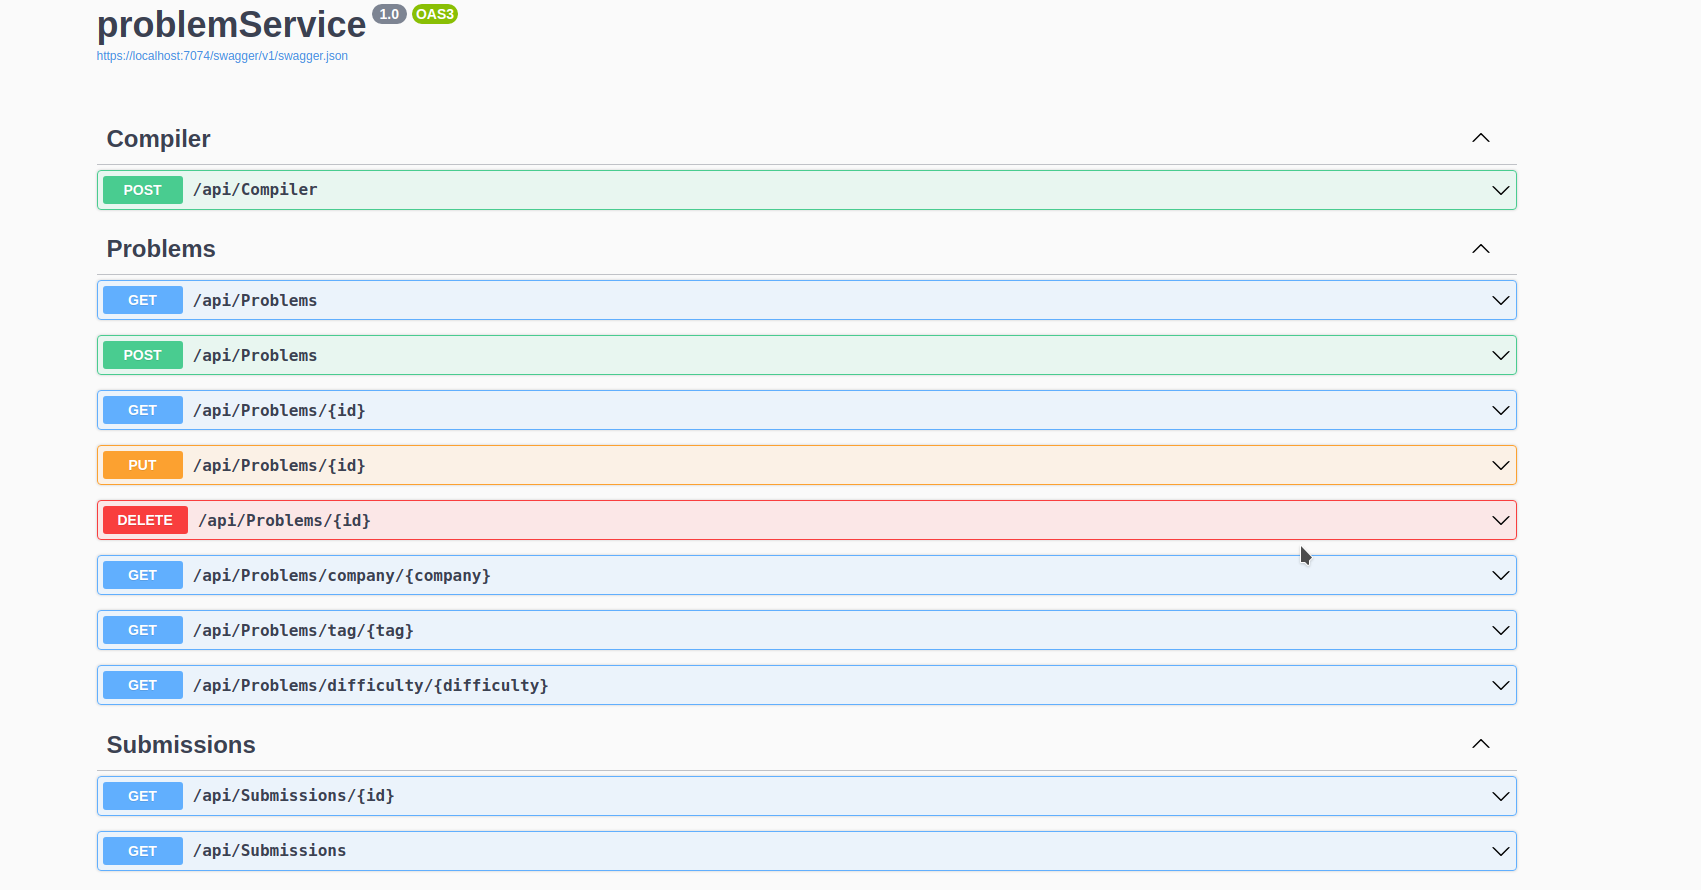 problemService 1.0 OAS3
https://localhost:7074/swagger/v1/swagger.json
Compiler
POST /api/Compiler
Problems
GET /api/Problems
POST /api/Problems
GET /api/Problems/{id}
PUT /api/Problems/{id}
DELETE /api/Problems/{id}
GET /api/Problems/company/{company}
GET /api/Problems/tag/{tag}
GET /api/Problems/difficulty/{difficulty}
Submissions
GET /api/Submissions/{id}
GET /api/Submissions